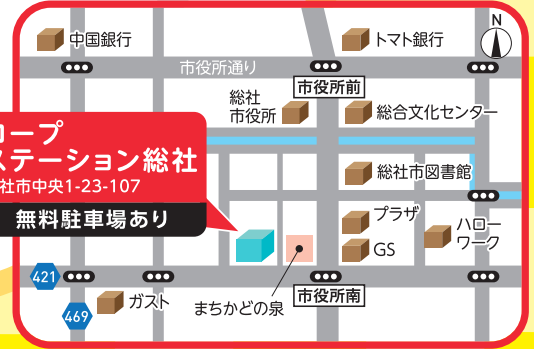 N
中国銀行
トマト銀行
市役所通り
市役所前
総社
市役所
総合文化センター
ープ
ステーション総社
社市中央1-23-107
無料駐車場あり
総社市図書館
プラザ
GS
ハロー
ワーク
421
469
ガスト
まちかどの泉
市役所南